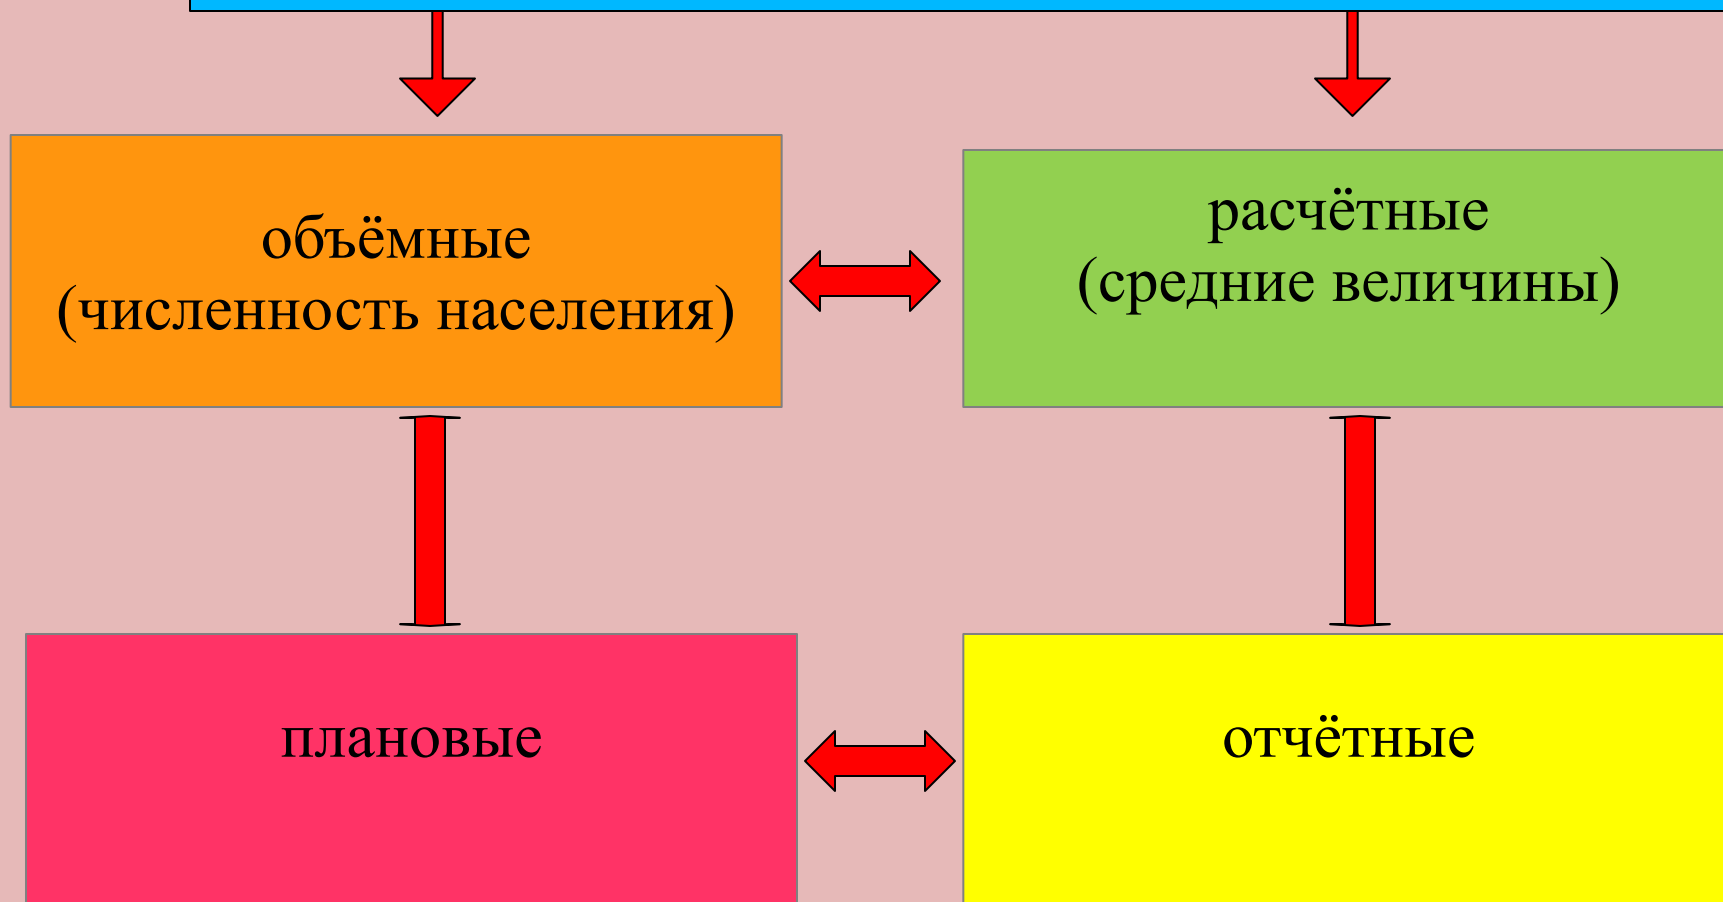 объёмные
(численность населения)
расчётные
(средние величины)
плановые
отчётные